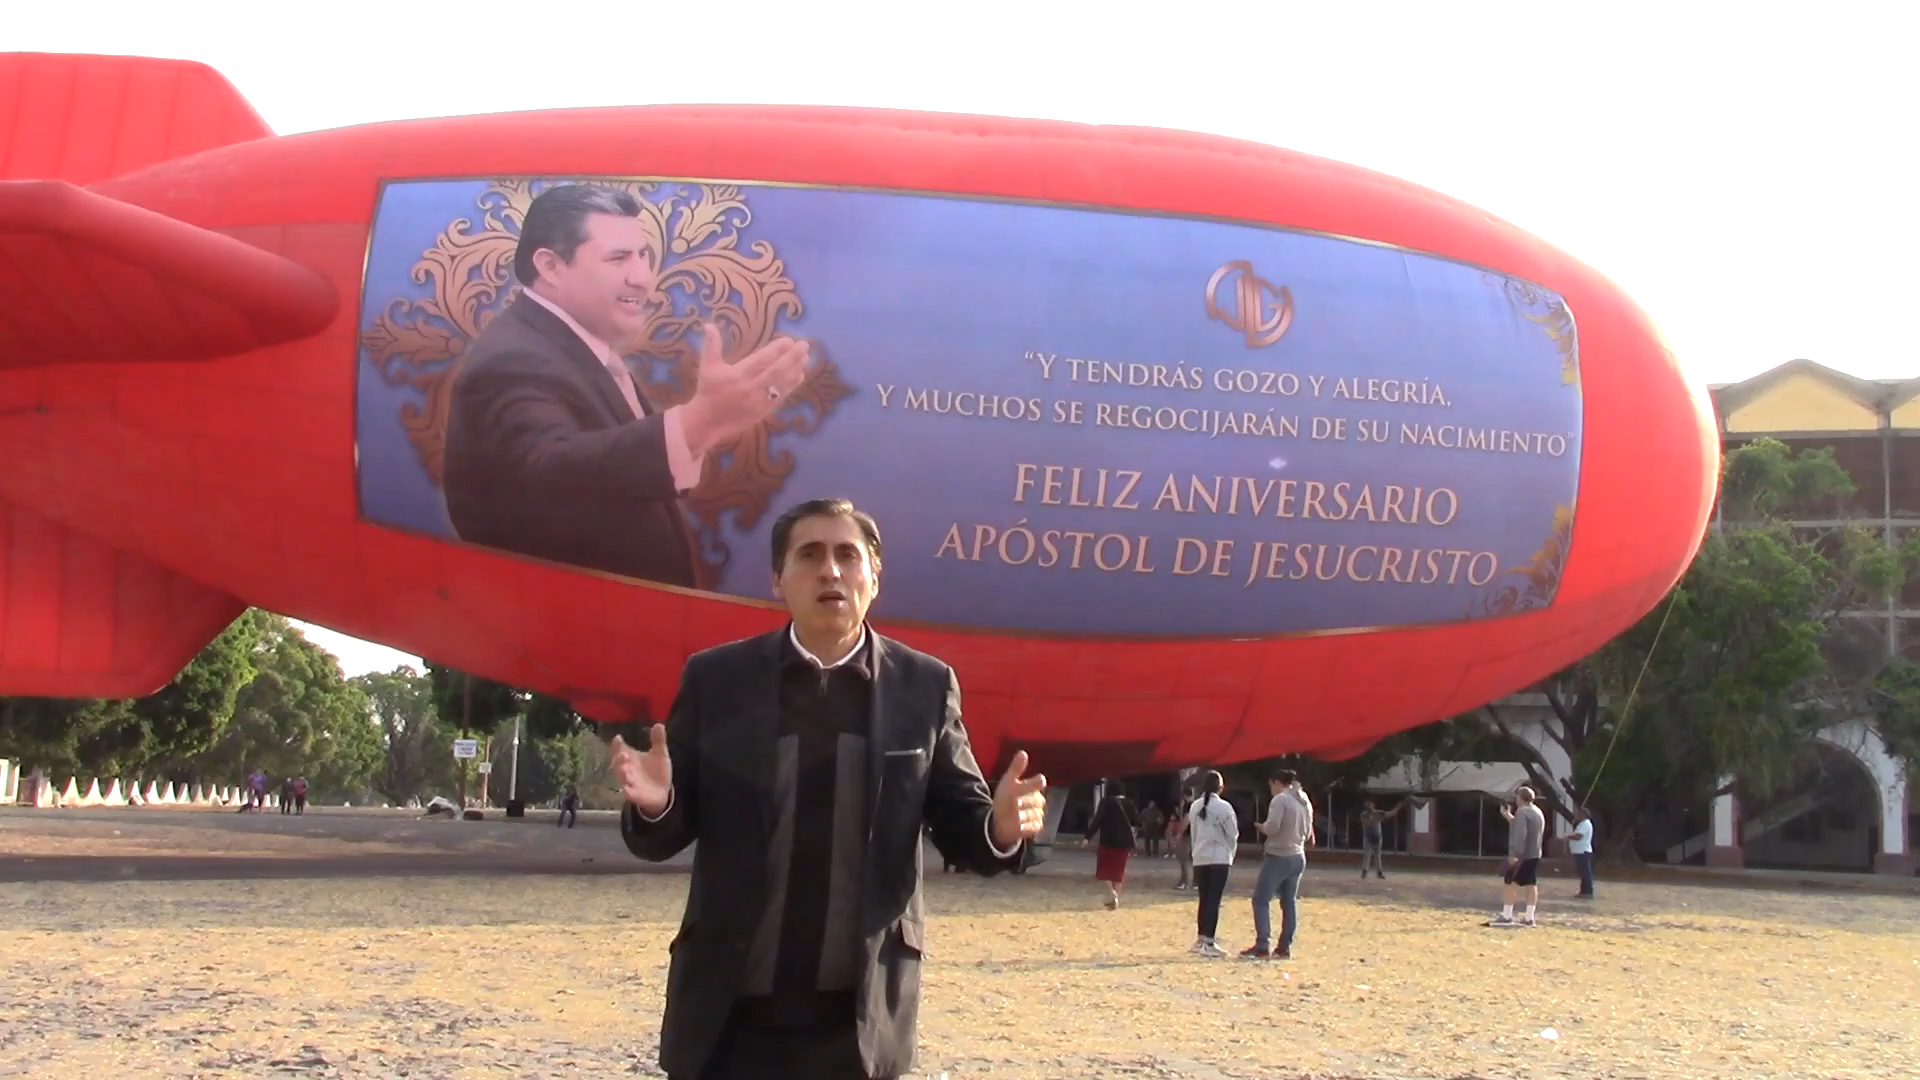 “Y TENDRÁS GOZO Y ALEGRÍA,
Y MUCHOS SE REGOCIJARÁN DE SU NACIMIENTO”
FELIZ ANIVERSARIO
APÓSTOL DE JESUCRISTO